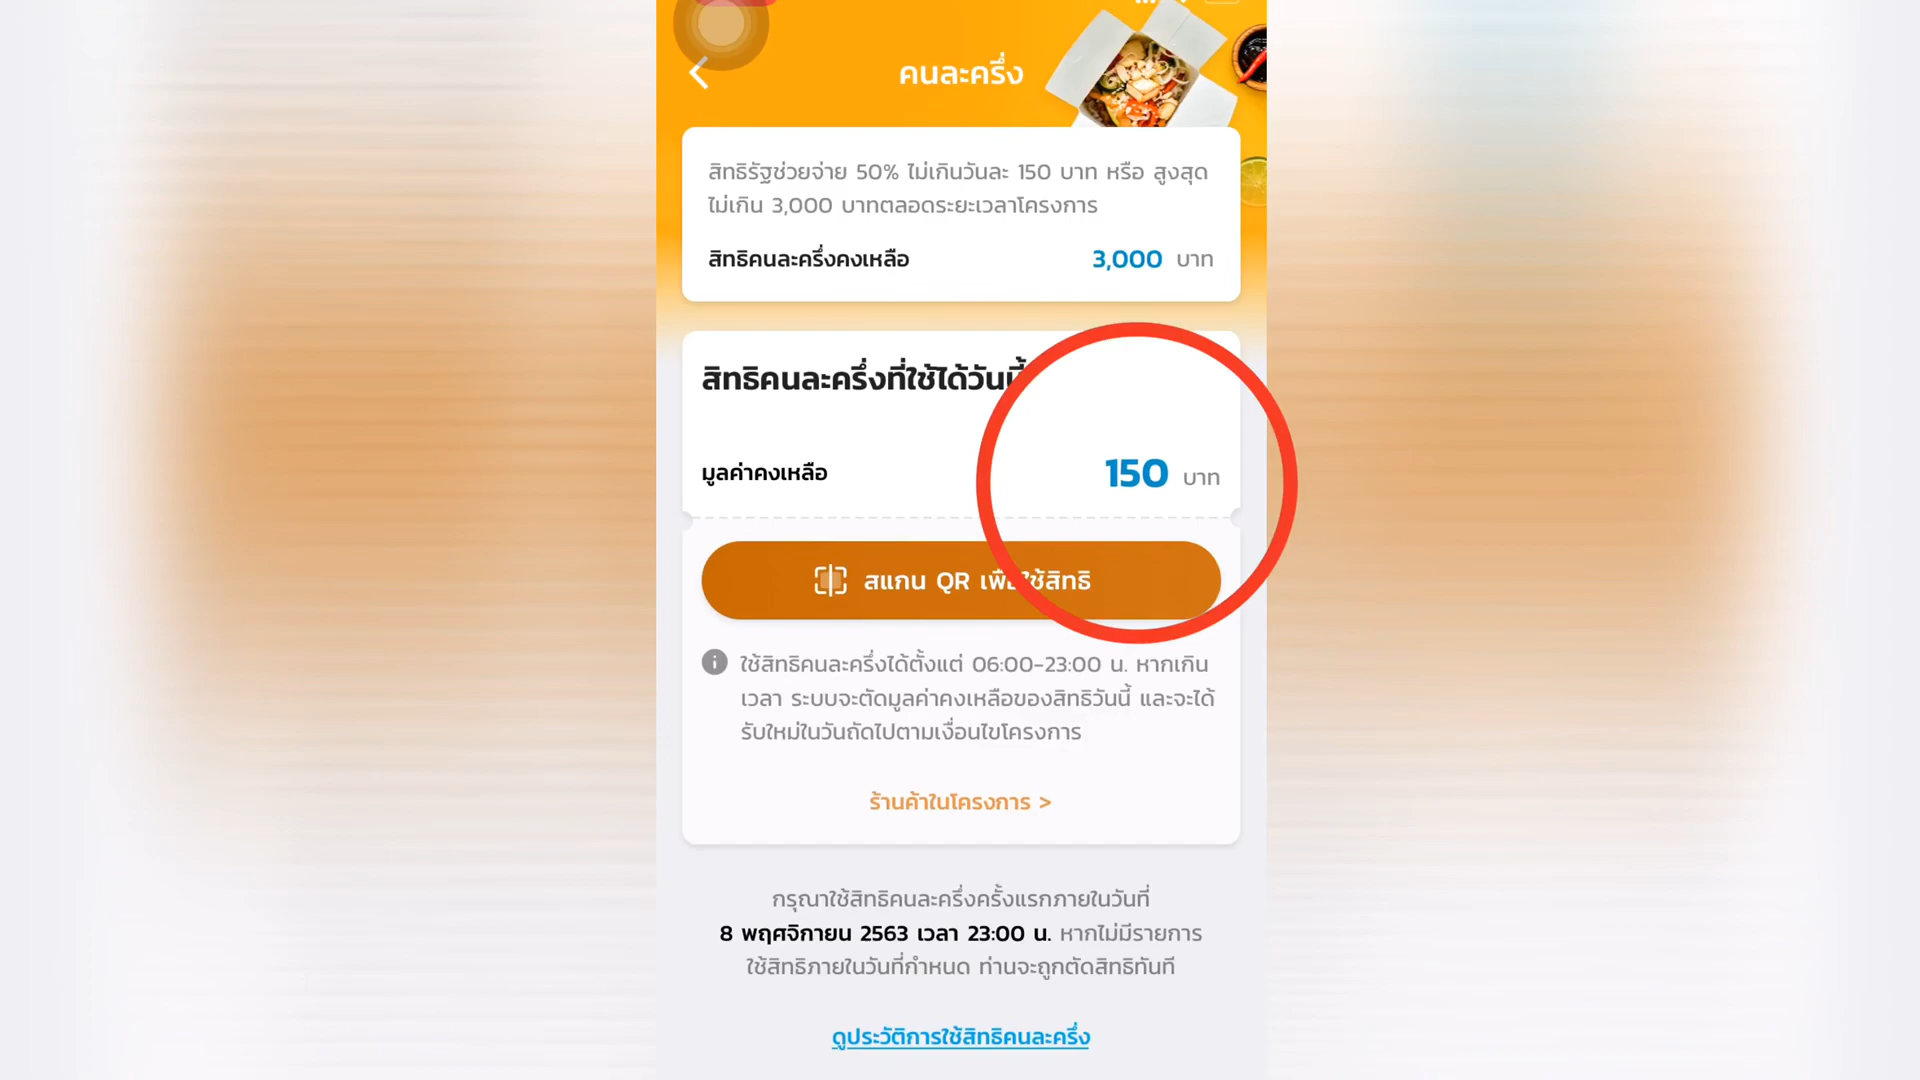 คนละครึ่ง
สิทธิรัฐช่วยจ่าย 50% ไม่เกินวันละ 150 บาท หรือ สูงสุด
ไม่เกิน 3,000 บาทตลอดระยะเวลาโครงการ
สิทธิคนละครึ่งคงเหลือ 3,000 บาท
สิทธิคนละครึ่งที่ใช้ได้วันนี้
มูลค่าคงเหลือ 150 บาท
สแกน QR เพื่อใช้สิทธิ
ใช้สิทธิคนละครึ่งได้ตั้งแต่ 06:00-23:00 น. หากเกิน
เวลา ระบบจะตัดมูลค่าคงเหลือของสิทธิวันนี้ และจะได้
รับใหม่ในวันถัดไปตามเงื่อนไขโครงการ
ร้านค้าในโครงการ >
กรุณาใช้สิทธิคนละครึ่งครั้งแรกภายในวันที่
8 พฤศจิกายน 2563 เวลา 23:00 น. หากไม่มีรายการ
ใช้สิทธิภายในวันที่กำหนด ท่านจะถูกตัดสิทธิทันที
ดูประวัติการใช้สิทธิคนละครึ่ง